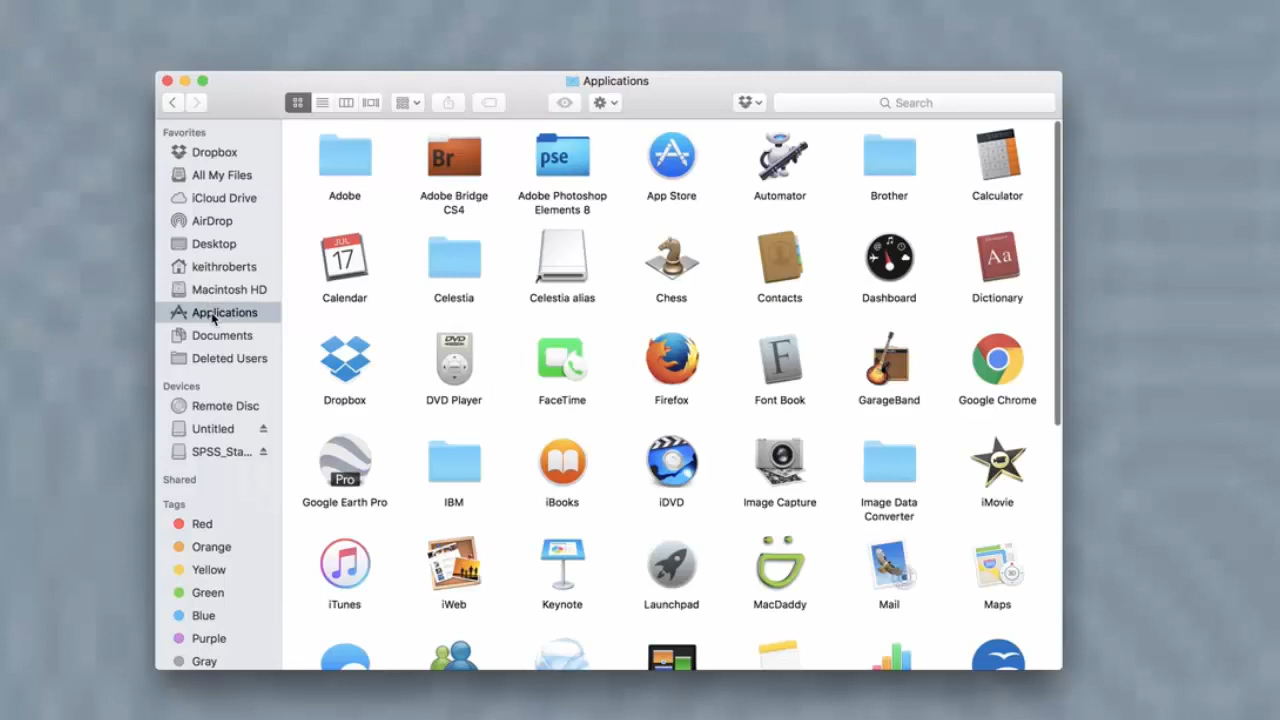 Applications
Search
Favorites
Dropbox
All My Files
iCloud Drive
AirDrop
Desktop
keithroberts
Macintosh HD
Applications
Documents
Deleted Users
Devices
Remote Disc
Untitled
SPSS_Sta...
Shared
Tags
Red
Orange
Yellow
Green
Blue
Purple
Gray
Br
pse
Adobe
Adobe Bridge
CS4
Adobe Photoshop
Elements 8
App Store
Automator
Brother
Calculator
JUL
17
Aa
Calendar
Celestia
Celestia alias
Chess
Contacts
Dashboard
Dictionary
DVD
F
Dropbox
DVD Player
FaceTime
Firefox
Font Book
GarageBand
Google Chrome
Pro
Google Earth Pro
IBM
iBooks
iDVD
Image Capture
Image Data
Converter
iMovie
3D
iTunes
iWeb
Keynote
Launchpad
MacDaddy
Mail
Maps